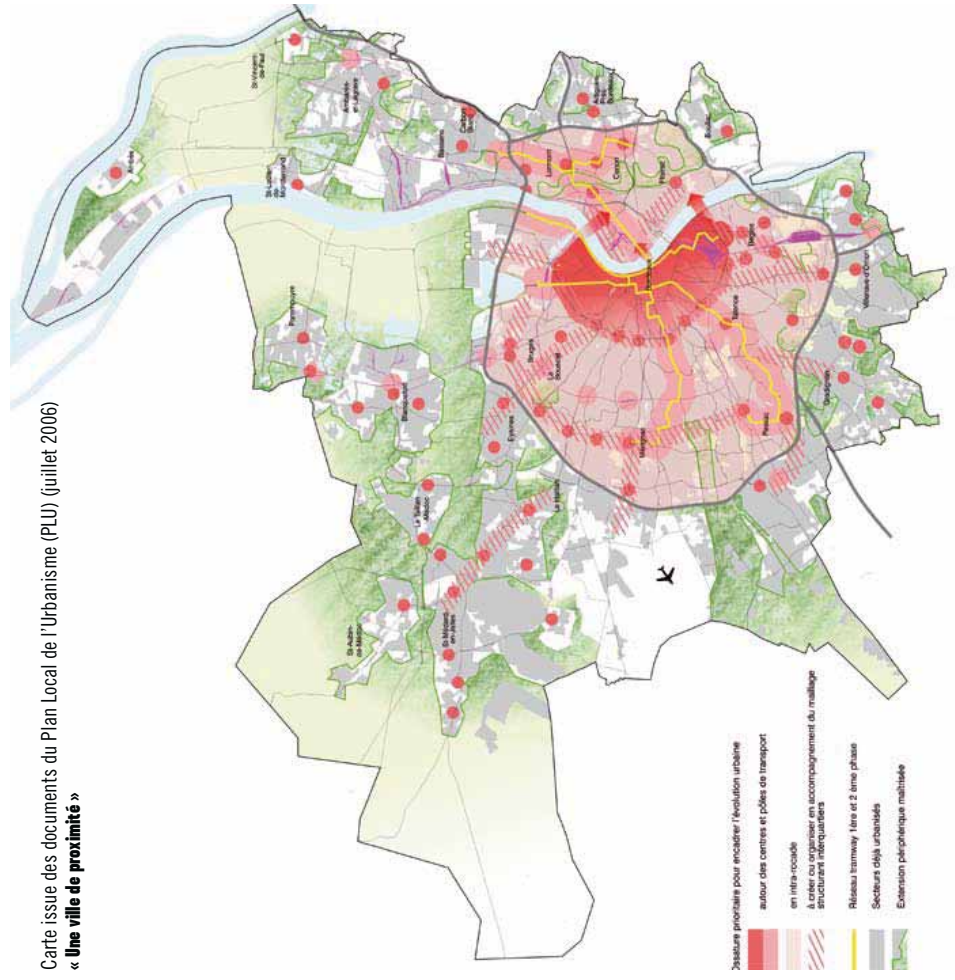 Carte issue des documents du Plan Local de l'Urbanisme (PLU) (juillet 2006)
« Une ville de proximité »
Ambès
St-Vincent-
de-Paul
St-Louis-
de-
Montferrand
Ambarès-
et-Lagrave
Bassens
Carbon
Blanc
Artigues-
Près-
Bordeaux
Lormont
Cenon
Floirac
Bouliac
Parempuyre
Blanquefort
Bruges
Le
Bouscat
Eysines
Le Taillan
-Médoc
Le Haillan
St-Aubin-
de-Médoc
St-Médard-
en-Jalles
Mérignac
Bordeaux
Talence
Bègles
Pessac
Gradignan
Villenave-d'Ornon
Ossature prioritaire pour encadrer l'évolution urbaine
autour des centres et pôles de transport
en intra-rocade
à créer ou organiser en accompagnement du maillage
structurant interquartiers
Réseau tramway 1ère et 2 ème phase
Secteurs déjà urbanisés
Extension périphérique maîtrisée